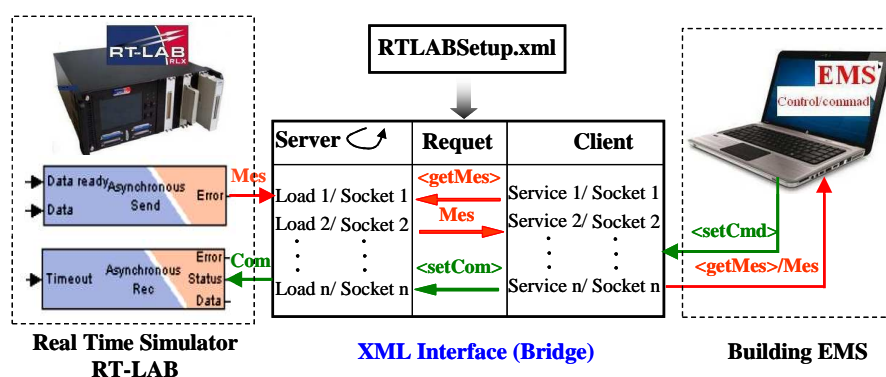 RT-LAB
RLX
Data ready
Data
Asynchronous
Send
Error
Mes
Timeout
Asynchronous
Rec
Error
Status
Data
Com
Real Time Simulator
RT-LAB
RTLABSetup.xml
Server
Requet
Client
Load 1/ Socket 1
<getMes>
Service 1/ Socket 1
Load 2/ Socket 2
Mes
Service 2/ Socket 2
<setCom>
Load n/ Socket n
Service n/ Socket n
XML Interface (Bridge)
EMS
Control/commad
<setCmd>
<getMes>/Mes
Building EMS